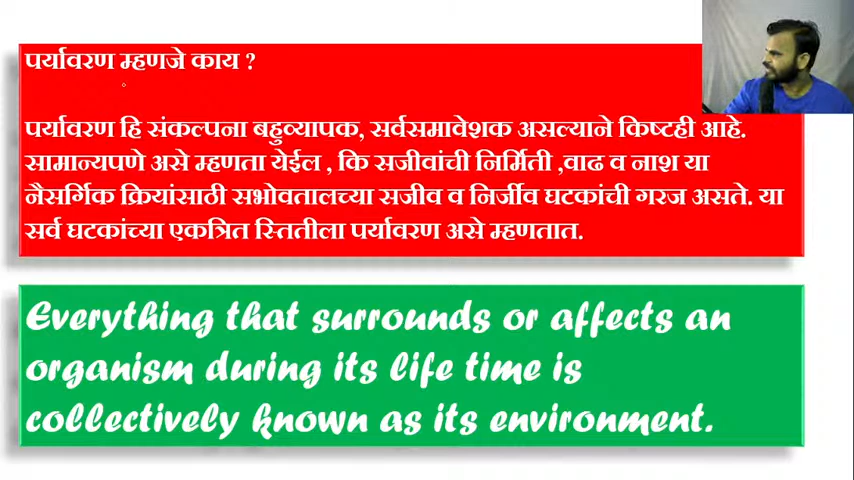 पर्यावरण म्हणजे काय ?
पर्यावरण हि संकल्पना बहुव्यापक, सर्वसमावेशक असल्याने किष्टही आहे.
सामान्यपणे असे म्हणता येईल , कि सजीवांची निर्मिती ,वाढ व नाश या
नैसर्गिक क्रियांसाठी सभोवतालच्या सजीव व निर्जीव घटकांची गरज असते. या
सर्व घटकांच्या एकत्रित स्तितीला पर्यावरण असे म्हणतात.
Everything that surrounds or affects an
organism during its life time is
collectively known as its environment.